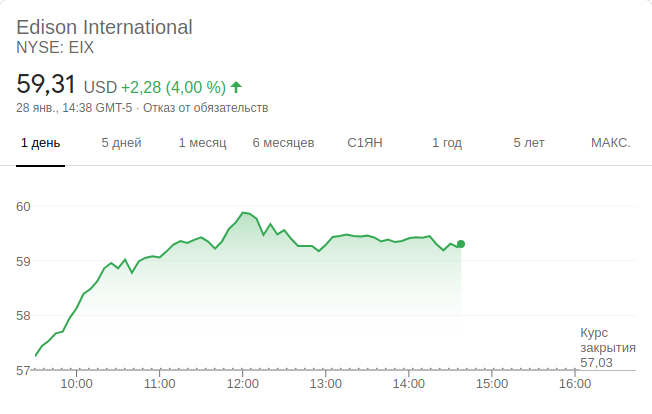 Edison International
NYSE: EIX
59,31 USD +2,28 (4,00 %)
28 янв., 14:38 GMT-5 · Отказ от обязательств
1 день 5 дней 1 месяц 6 месяцев С1ЯН 1 год 5 лет МАКС.
60
59
58
57
Курс
закрытия
57,03
10:00 11:00 12:00 13:00 14:00 15:00 16:00